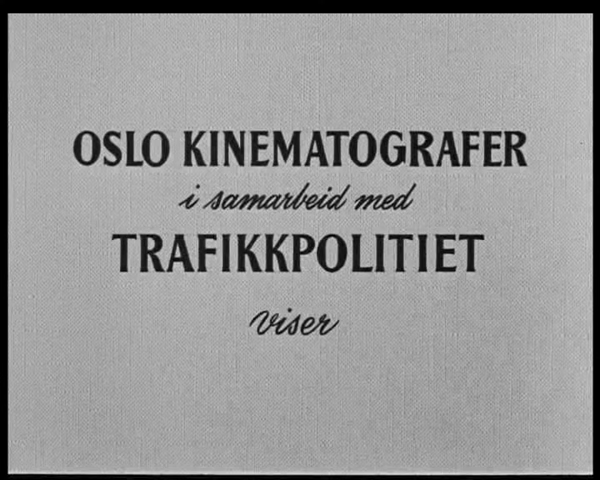 OSLO KINEMATOGRAFER
i samarbeid med
TRAFIKKPOLITIET
viser